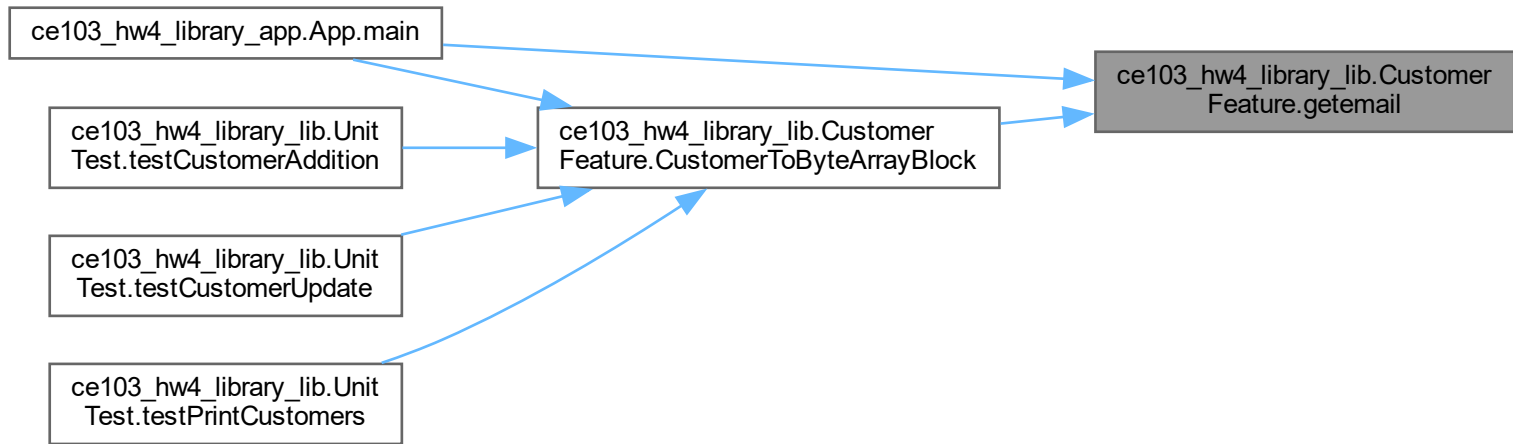 ce103_hw4_library_app.App.main
ce103_hw4_library_lib.Unit
Test.testCustomerAddition
ce103_hw4_library_lib.Unit
Test.testCustomerUpdate
ce103_hw4_library_lib.Unit
Test.testPrintCustomers
ce103_hw4_library_lib.Customer
Feature.CustomerToByteArrayBlock
ce103_hw4_library_lib.Customer
Feature.getemail